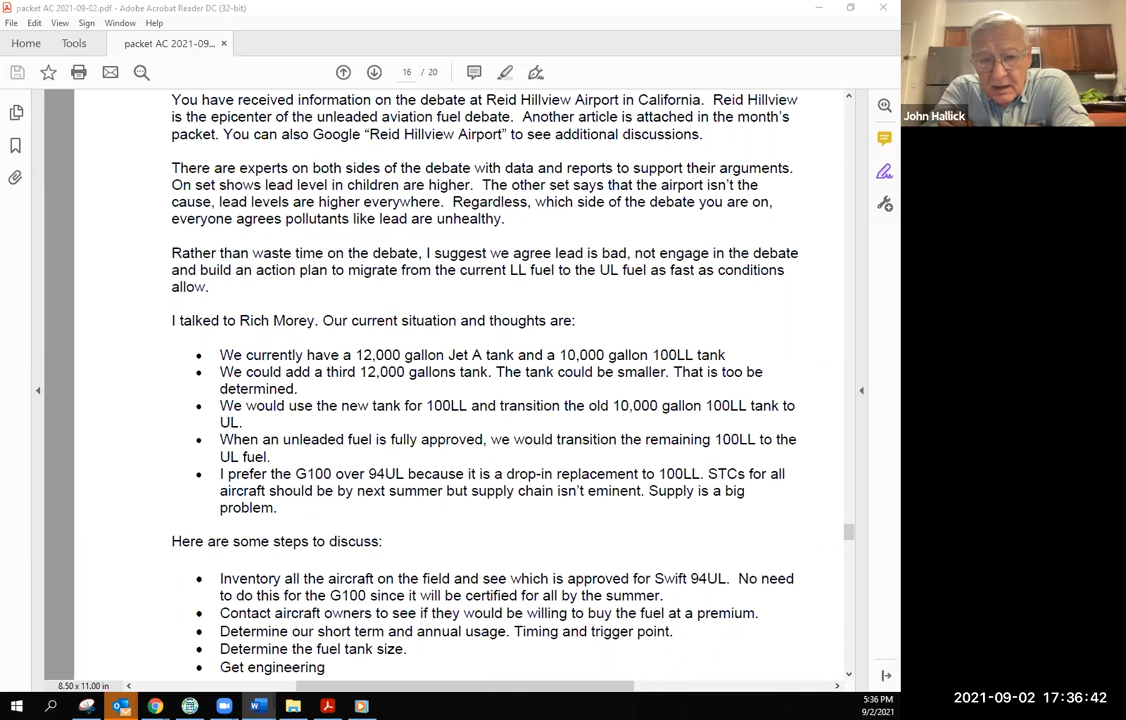 packet AC 2021-09-02.pdf - Adobe Acrobat Reader DC (32-bit)
File Edit View Sign Window Help
Home Tools packet AC 2021-09... ×
16 / 20
You have received information on the debate at Reid Hillview Airport in California. Reid Hillview
is the epicenter of the unleaded aviation fuel debate. Another article is attached in the month's
packet. You can also Google “Reid Hillview Airport” to see additional discussions.
There are experts on both sides of the debate with data and reports to support their arguments.
On set shows lead level in children are higher. The other set says that the airport isn't the
cause, lead levels are higher everywhere. Regardless, which side of the debate you are on,
everyone agrees pollutants like lead are unhealthy.
Rather than waste time on the debate, I suggest we agree lead is bad, not engage in the debate
and build an action plan to migrate from the current LL fuel to the UL fuel as fast as conditions
allow.
I talked to Rich Morey. Our current situation and thoughts are:
• We currently have a 12,000 gallon Jet A tank and a 10,000 gallon 100LL tank
• We could add a third 12,000 gallons tank. The tank could be smaller. That is too be
determined.
• We would use the new tank for 100LL and transition the old 10,000 gallon 100LL tank to
UL.
• When an unleaded fuel is fully approved, we would transition the remaining 100LL to the
UL fuel.
• I prefer the G100 over 94UL because it is a drop-in replacement to 100LL. STCs for all
aircraft should be by next summer but supply chain isn't eminent. Supply is a big
problem.
Here are some steps to discuss:
• Inventory all the aircraft on the field and see which is approved for Swift 94UL. No need
to do this for the G100 since it will be certified for all by the summer.
• Contact aircraft owners to see if they would be willing to buy the fuel at a premium.
• Determine our short term and annual usage. Timing and trigger point.
• Determine the fuel tank size.
• Get engineering
8.50 x 11.00 in
5:36 PM
9/2/2021
John Hallick
2021-09-02 17:36:42